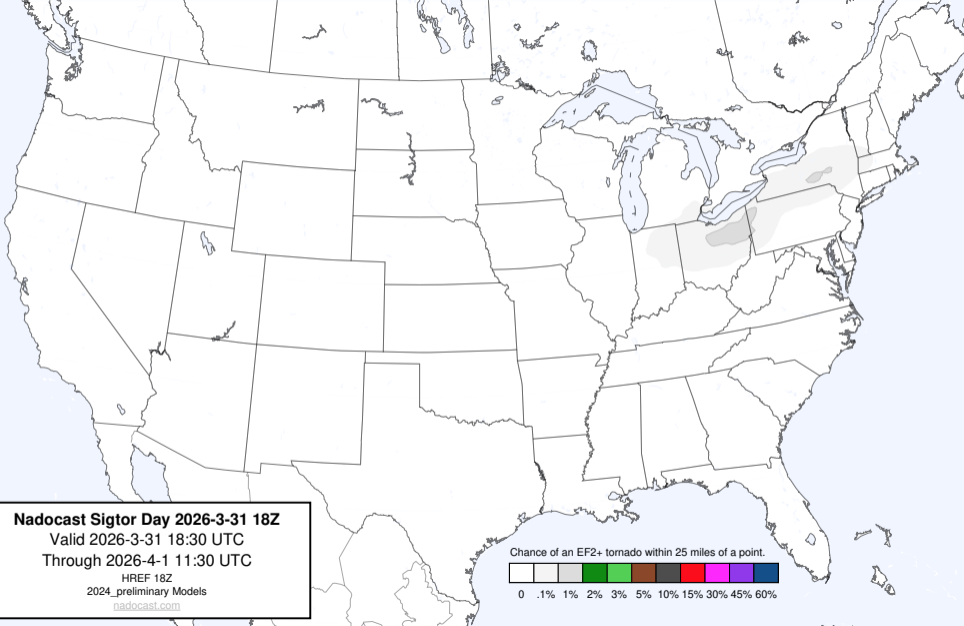 Nadocast Sigtor Day 2026-3-31 18Z
Valid 2026-3-31 18:30 UTC
Through 2026-4-1 11:30 UTC
HREF 18Z
2024_preliminary Models
nadocast.com
Chance of an EF2+ tornado within 25 miles of a point.
0 .1% 1% 2% 3% 5% 10% 15% 30% 45% 60%